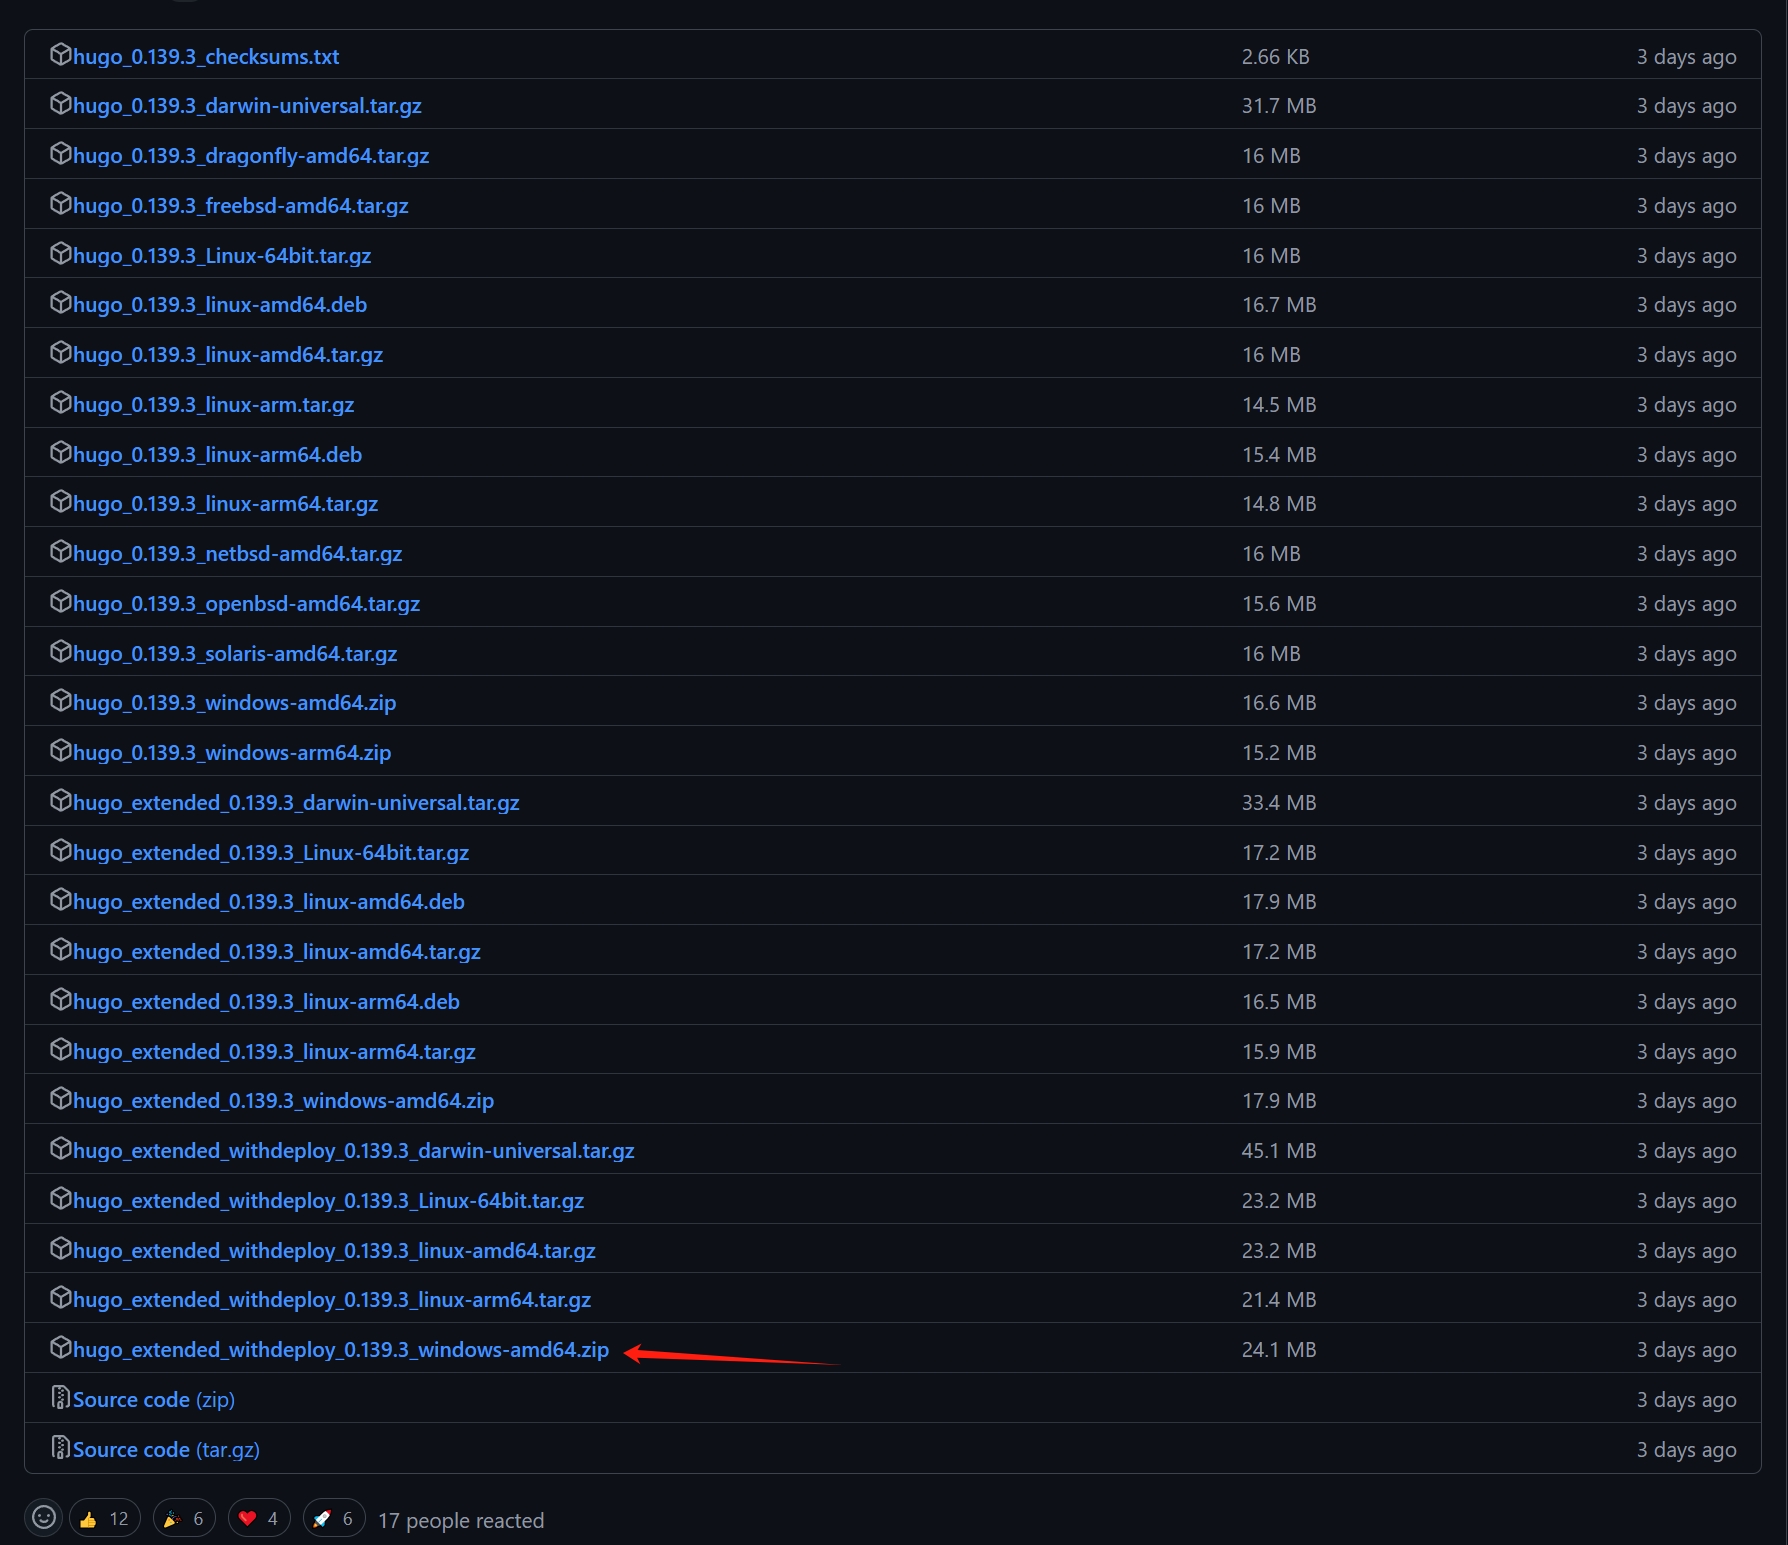 hugo_0.139.3_checksums.txt 2.66 KB 3 days ago
hugo_0.139.3_darwin-universal.tar.gz 31.7 MB 3 days ago
hugo_0.139.3_dragonfly-amd64.tar.gz 16 MB 3 days ago
hugo_0.139.3_freebsd-amd64.tar.gz 16 MB 3 days ago
hugo_0.139.3_Linux-64bit.tar.gz 16 MB 3 days ago
hugo_0.139.3_linux-amd64.deb 16.7 MB 3 days ago
hugo_0.139.3_linux-amd64.tar.gz 16 MB 3 days ago
hugo_0.139.3_linux-arm.tar.gz 14.5 MB 3 days ago
hugo_0.139.3_linux-arm64.deb 15.4 MB 3 days ago
hugo_0.139.3_linux-arm64.tar.gz 14.8 MB 3 days ago
hugo_0.139.3_netbsd-amd64.tar.gz 16 MB 3 days ago
hugo_0.139.3_openbsd-amd64.tar.gz 15.6 MB 3 days ago
hugo_0.139.3_solaris-amd64.tar.gz 16 MB 3 days ago
hugo_0.139.3_windows-amd64.zip 16.6 MB 3 days ago
hugo_0.139.3_windows-arm64.zip 15.2 MB 3 days ago
hugo_extended_0.139.3_darwin-universal.tar.gz 33.4 MB 3 days ago
hugo_extended_0.139.3_Linux-64bit.tar.gz 17.2 MB 3 days ago
hugo_extended_0.139.3_linux-amd64.deb 17.9 MB 3 days ago
hugo_extended_0.139.3_linux-amd64.tar.gz 17.2 MB 3 days ago
hugo_extended_0.139.3_linux-arm64.deb 16.5 MB 3 days ago
hugo_extended_0.139.3_linux-arm64.tar.gz 15.9 MB 3 days ago
hugo_extended_0.139.3_windows-amd64.zip 17.9 MB 3 days ago
hugo_extended_withdeploy_0.139.3_darwin-universal.tar.gz 45.1 MB 3 days ago
hugo_extended_withdeploy_0.139.3_Linux-64bit.tar.gz 23.2 MB 3 days ago
hugo_extended_withdeploy_0.139.3_linux-amd64.tar.gz 23.2 MB 3 days ago
hugo_extended_withdeploy_0.139.3_linux-arm64.tar.gz 21.4 MB 3 days ago
hugo_extended_withdeploy_0.139.3_windows-amd64.zip 24.1 MB 3 days ago
Source code (zip) 3 days ago
Source code (tar.gz) 3 days ago
12 6 4 6 17 people reacted